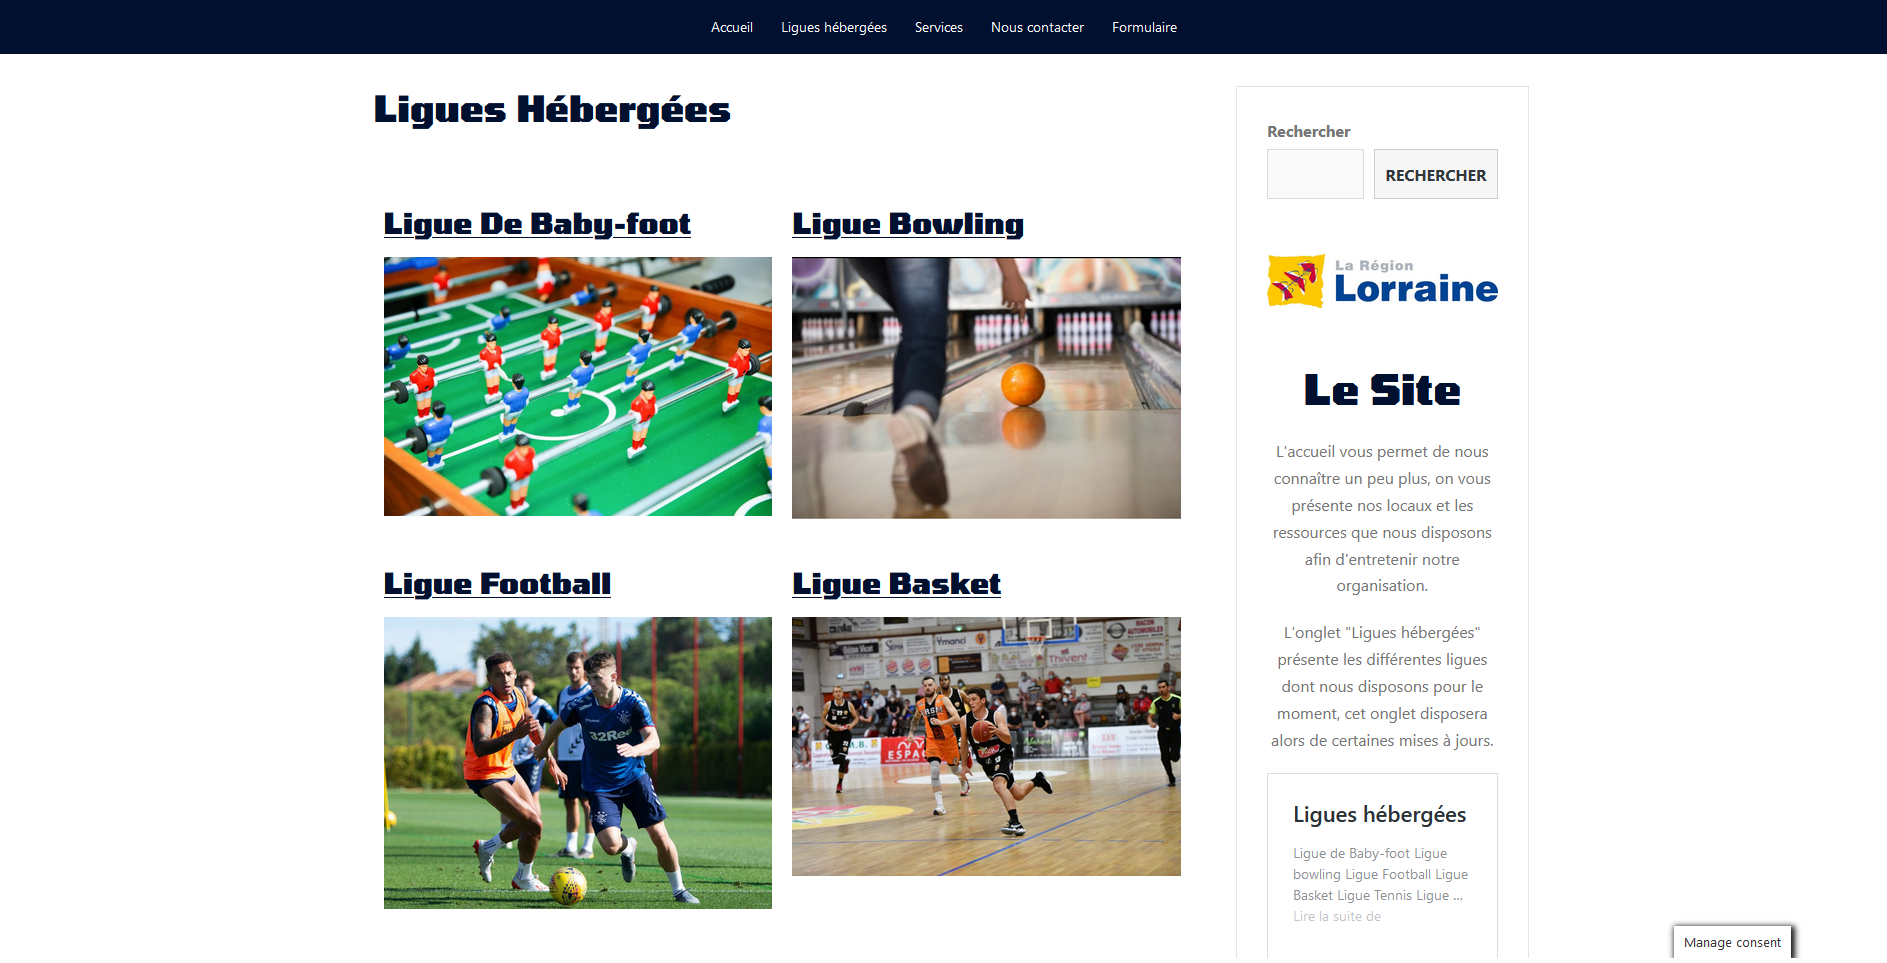 Accueil Ligues hébergées Services Nous contacter Formulaire
Ligues Hébergées
Ligue De Baby-foot
Ligue Bowling
Ligue Football
32Red
Ligue Basket
Ymanci
Thivent
ESPA
Rechercher
RECHERCHER
La Région
Lorraine
Le Site
L'accueil vous permet de nous
connaître un peu plus, on vous
présente nos locaux et les
ressources que nous disposons
afin d'entretenir notre
organisation.
L'onglet "Ligues hébergées"
présente les différentes ligues
dont nous disposons pour le
moment, cet onglet disposera
alors de certaines mises à jours.
Ligues hébergées
Ligue de Baby-foot Ligue
bowling Ligue Football Ligue
Basket Ligue Tennis Ligue ...
Lire la suite de
Manage consent